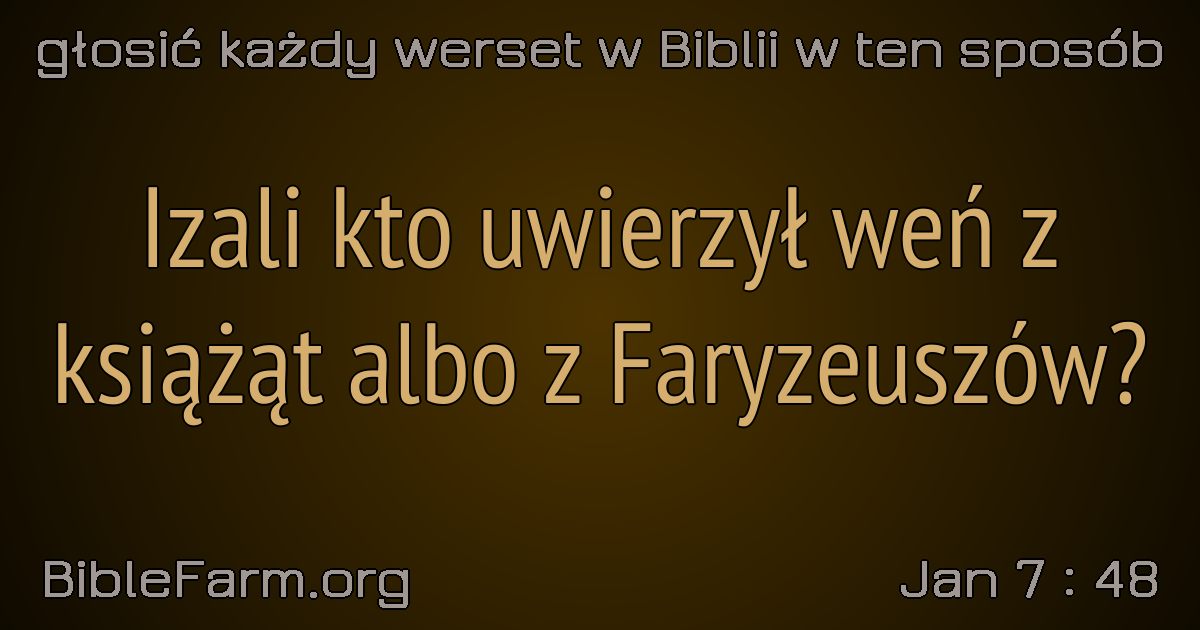 głosić każdy werset w Biblii w ten sposób
Izali kto uwierzył weń z
książąt albo z Faryzeuszów?
BibleFarm.org
Jan 7 : 48